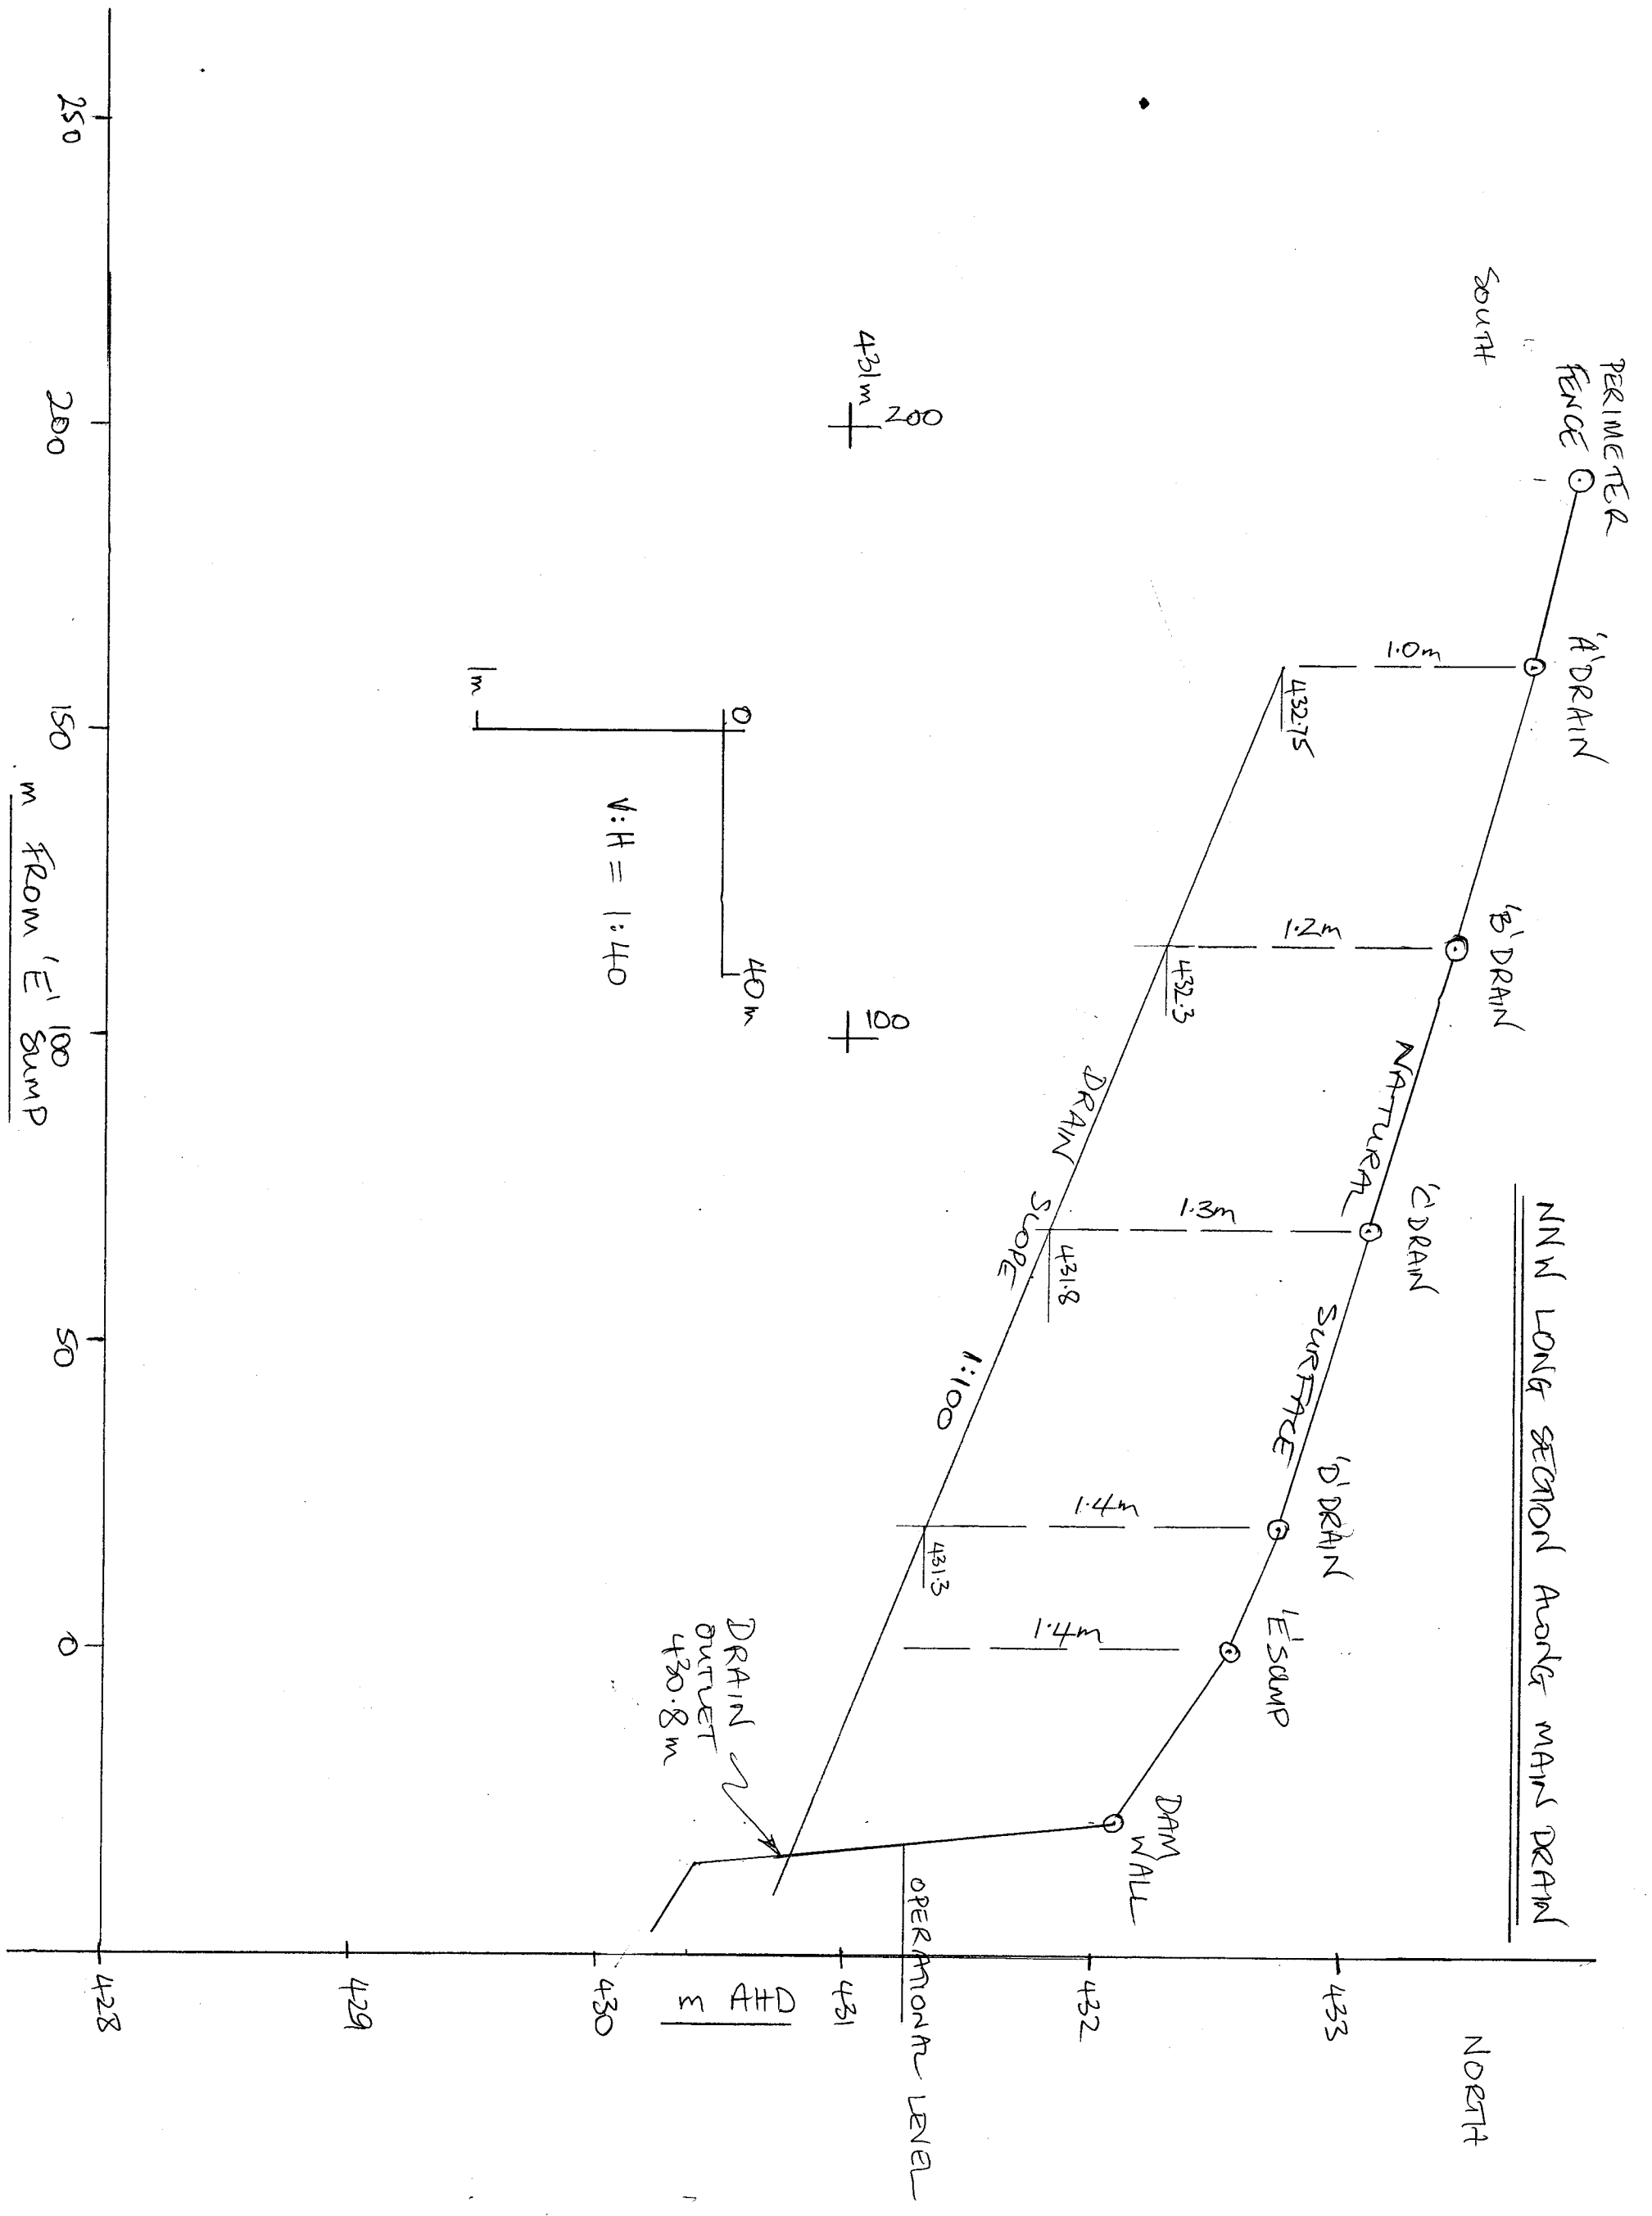 NNW LONG SECTION ALONG MAIN DRAIN
SOUTH
NORTH
PERIMETER
FENCE
'A' DRAIN
'B' DRAIN
'C' DRAIN
'D' DRAIN
'E' SUMP
DAM
WALL
NATURAL SURFACE
1.0m
1.2m
1.3m
1.4m
1.4m
432.75
432.3
431.8
431.3
DRAIN SLOPE 1:100
OPERATIONAL LEVEL
DRAIN
OUTLET
430.8m
200
431m
100
0
40m
1m
V:H = 1:40
433
432
431
m AHD
430
429
428
250
200
150
100
50
0
m FROM 'E' SUMP